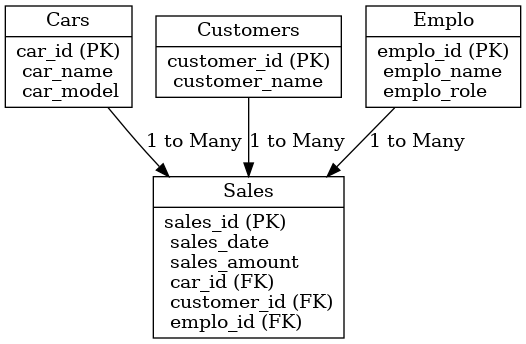 Cars
car_id (PK)
car_name
car_model
Customers
customer_id (PK)
customer_name
Emplo
emplo_id (PK)
emplo_name
emplo_role
1 to Many
1 to Many
1 to Many
Sales
sales_id (PK)
sales_date
sales_amount
car_id (FK)
customer_id (FK)
emplo_id (FK)